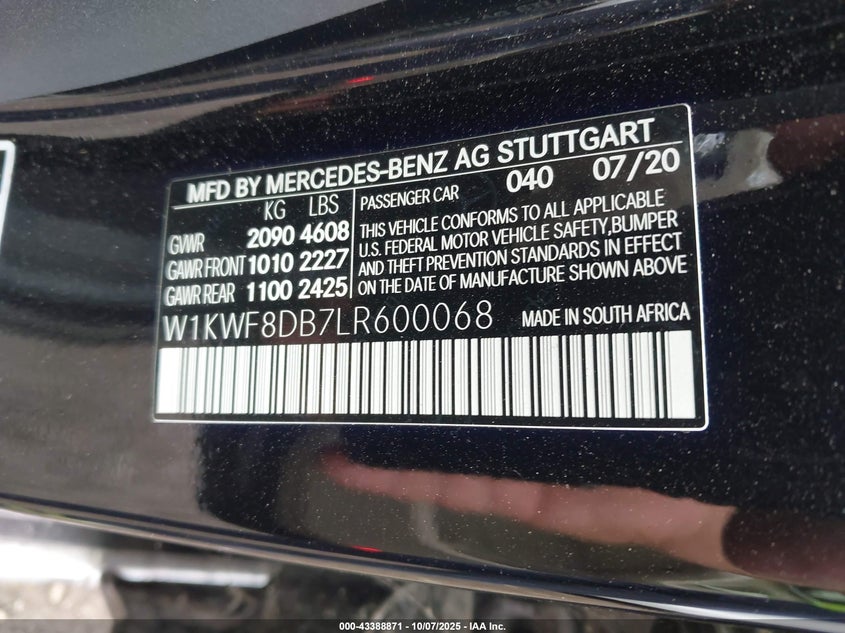 MFD BY MERCEDES-BENZ AG STUTTGART
KG LBS
GVWR 2090 4608
GAWR FRONT 1010 2227
GAWR REAR 1100 2425
PASSENGER CAR 040 07/20
THIS VEHICLE CONFORMS TO ALL APPLICABLE
U.S. FEDERAL MOTOR VEHICLE SAFETY,BUMPER
AND THEFT PREVENTION STANDARDS IN EFFECT
ON THE DATE OF MANUFACTURE SHOWN ABOVE
W1KWF8DB7LR600068 MADE IN SOUTH AFRICA
000-43388871 - 10/07/2025 - IAA Inc.